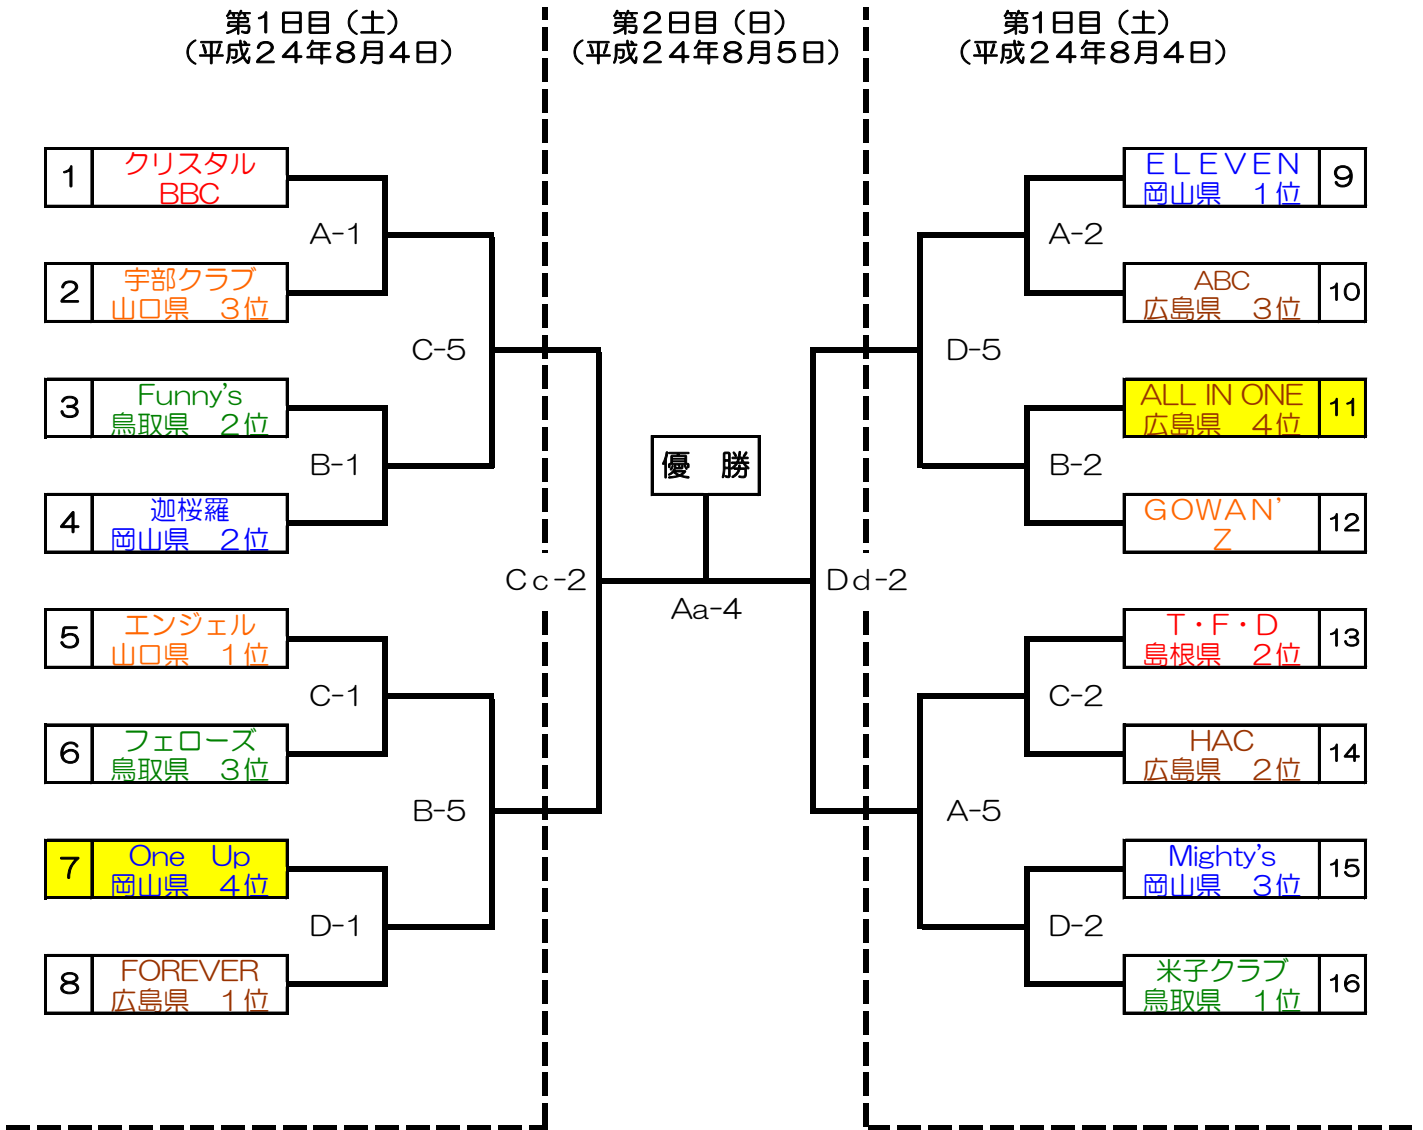 第１日目（土）
（平成２４年８月４日）
第２日目（日）
（平成２４年８月５日）
第１日目（土）
（平成２４年８月４日）
1
クリスタル
BBC
A-1
2
宇部クラブ
山口県　３位
C-5
3
Funny's
鳥取県　２位
B-1
4
迦桜羅
岡山県　２位
Ｃｃ-2
5
エンジェル
山口県　１位
C-1
6
フェローズ
鳥取県　３位
B-5
7
One　Up
岡山県　４位
D-1
8
FOREVER
広島県　１位
優　勝
Aa-4
ＥＬＥＶＥＮ
岡山県　１位
9
A-2
ABC
広島県　３位
10
D-5
ALL IN ONE
広島県　４位
11
B-2
ＧＯＷＡＮ’
Ｚ
12
Ｄｄ-2
Ｔ・Ｆ・Ｄ
島根県　２位
13
C-2
HAC
広島県　２位
14
A-5
Mighty's
岡山県　３位
15
D-2
米子クラブ
鳥取県　１位
16